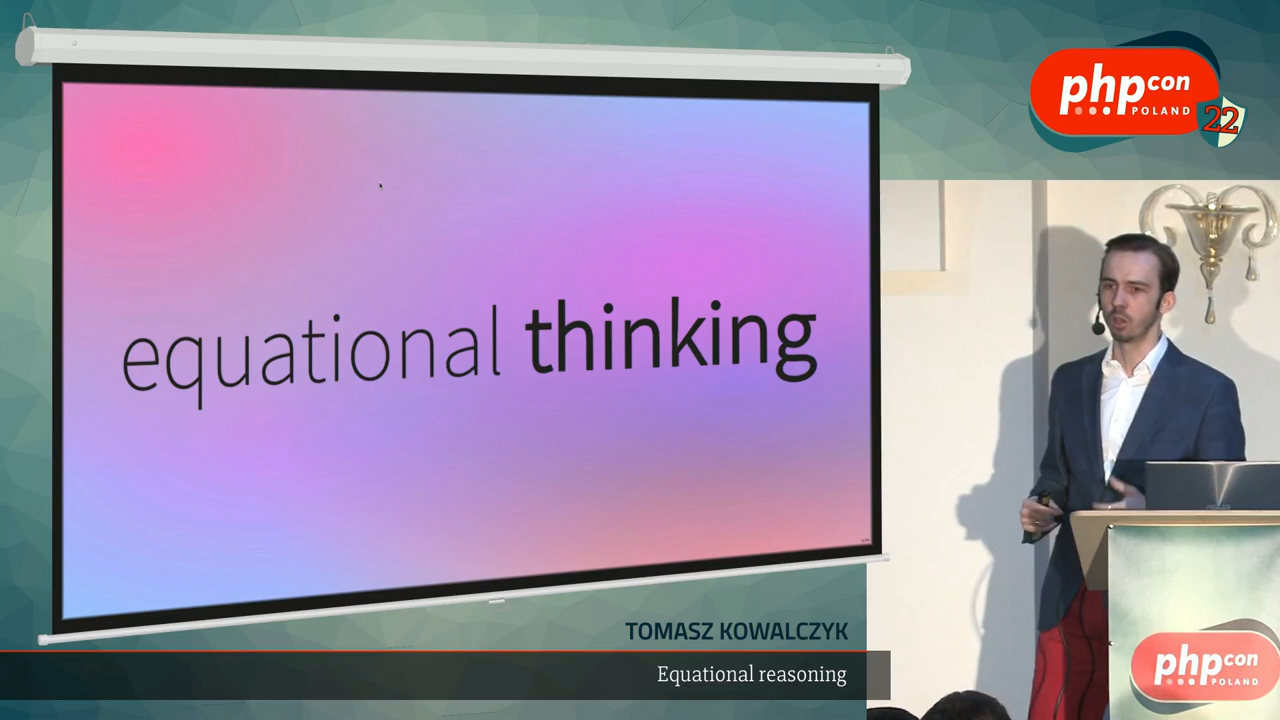 phpcon
POLAND
22
equational thinking
TOMASZ KOWALCZYK
Equational reasoning
phpcon
POLAND